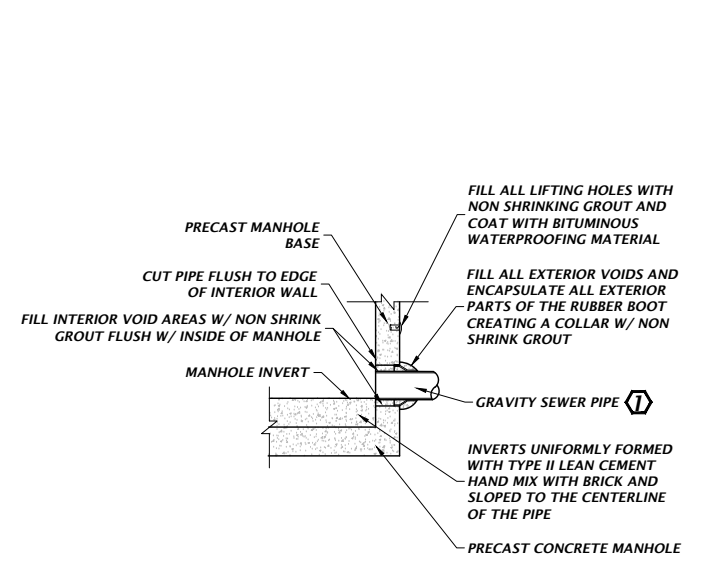 FILL ALL LIFTING HOLES WITH
NON SHRINKING GROUT AND
COAT WITH BITUMINOUS
WATERPROOFING MATERIAL
PRECAST MANHOLE
BASE
CUT PIPE FLUSH TO EDGE
OF INTERIOR WALL
FILL EXTERIOR VOIDS AND
ENCAPSULATE ALL EXTERIOR
PARTS OF THE RUBBER BOOT
CREATING A COLLAR W/ NON
SHRINK GROUT
FILL INTERIOR VOID AREAS W/ NON SHRINK
GROUT FLUSH W/ INSIDE OF MANHOLE
MANHOLE INVERT
GRAVITY SEWER PIPE 1
INVERTS UNIFORMLY FORMED
WITH TYPE II LEAN CEMENT
HAND MIX WITH BRICK AND
SLOPED TO THE CENTERLINE
OF THE PIPE
PRECAST CONCRETE MANHOLE